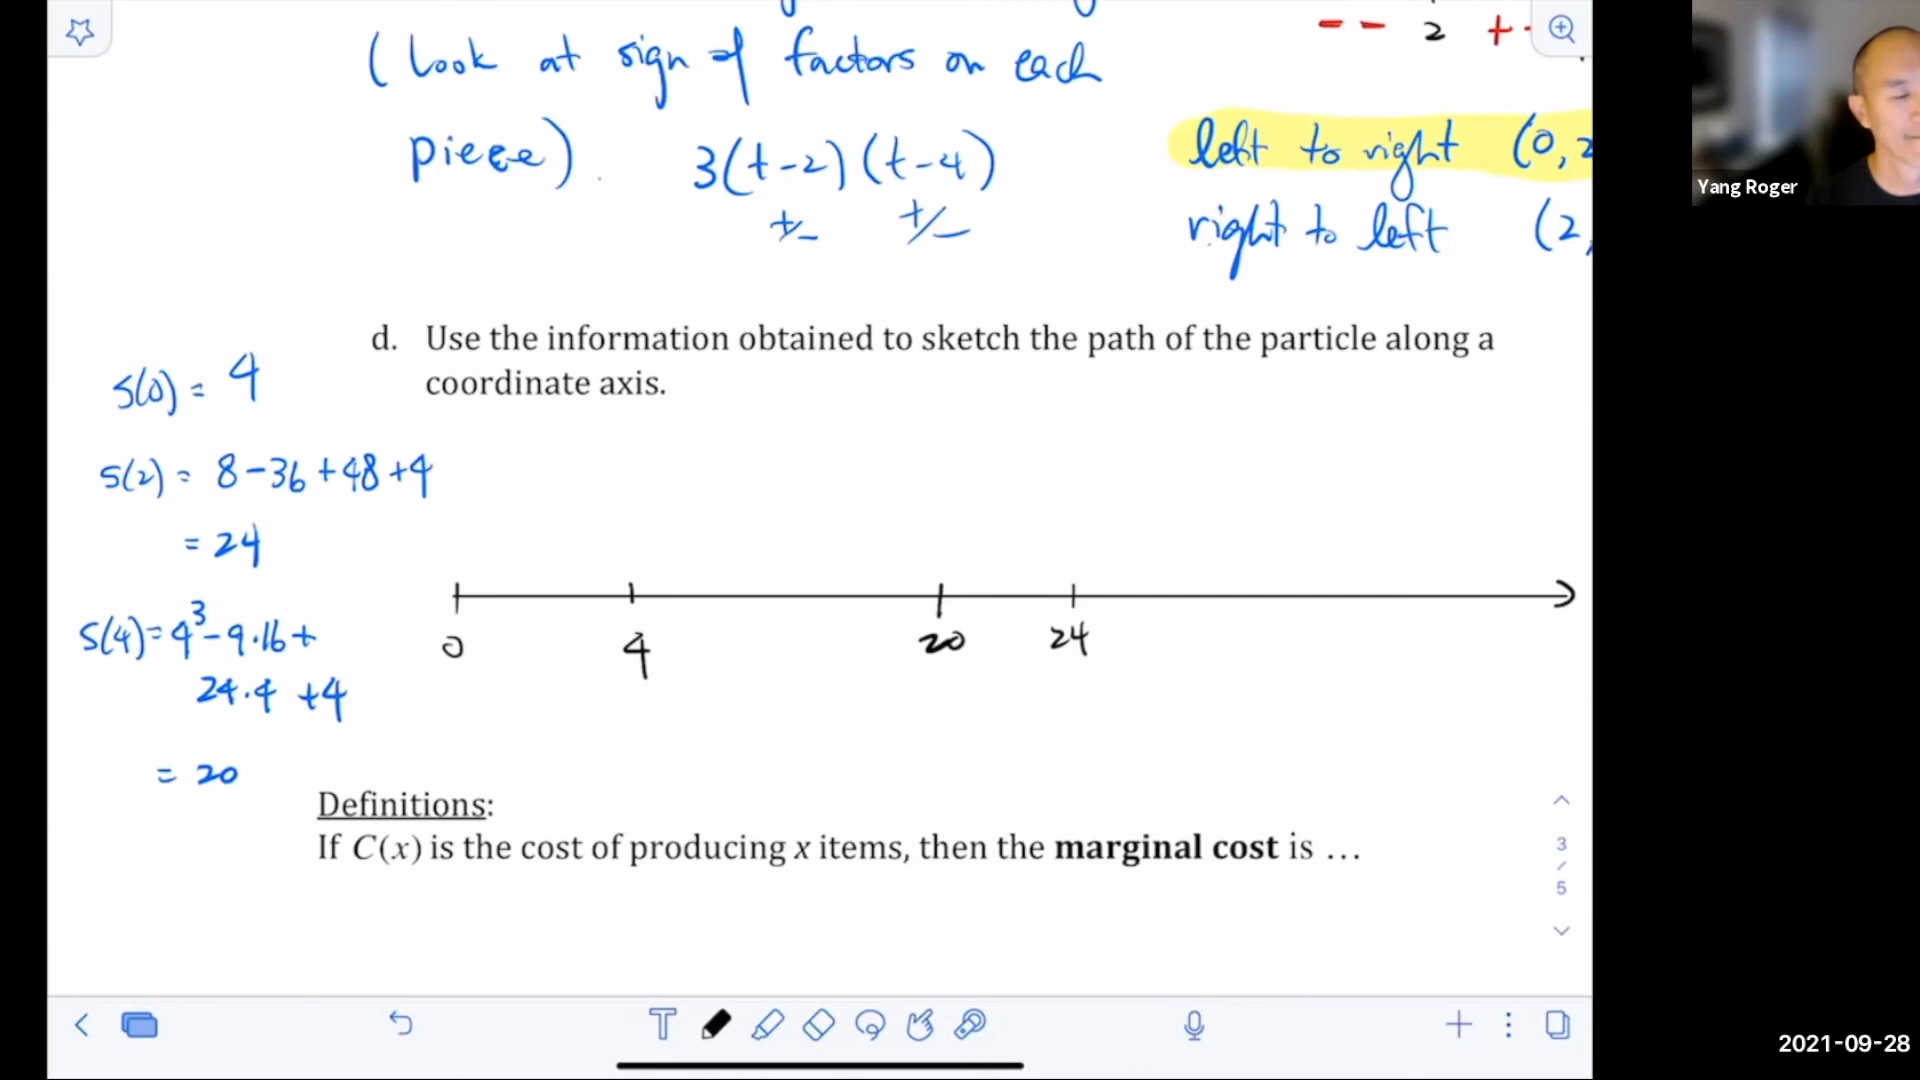 -- 2 +
(look at sign of factors on each
piece). 3(t-2)(t-4)
+/- +/-
left to right (0,2
right to left (2,
Yang Roger
d. Use the information obtained to sketch the path of the particle along a
coordinate axis.
s(0) = 4
s(2) = 8-36+48+4
= 24
s(4)=4³-9·16+
24·4 +4
= 20
0 4 20 24
Definitions:
If C(x) is the cost of producing x items, then the marginal cost is …
3
/
5
T
2021-09-28